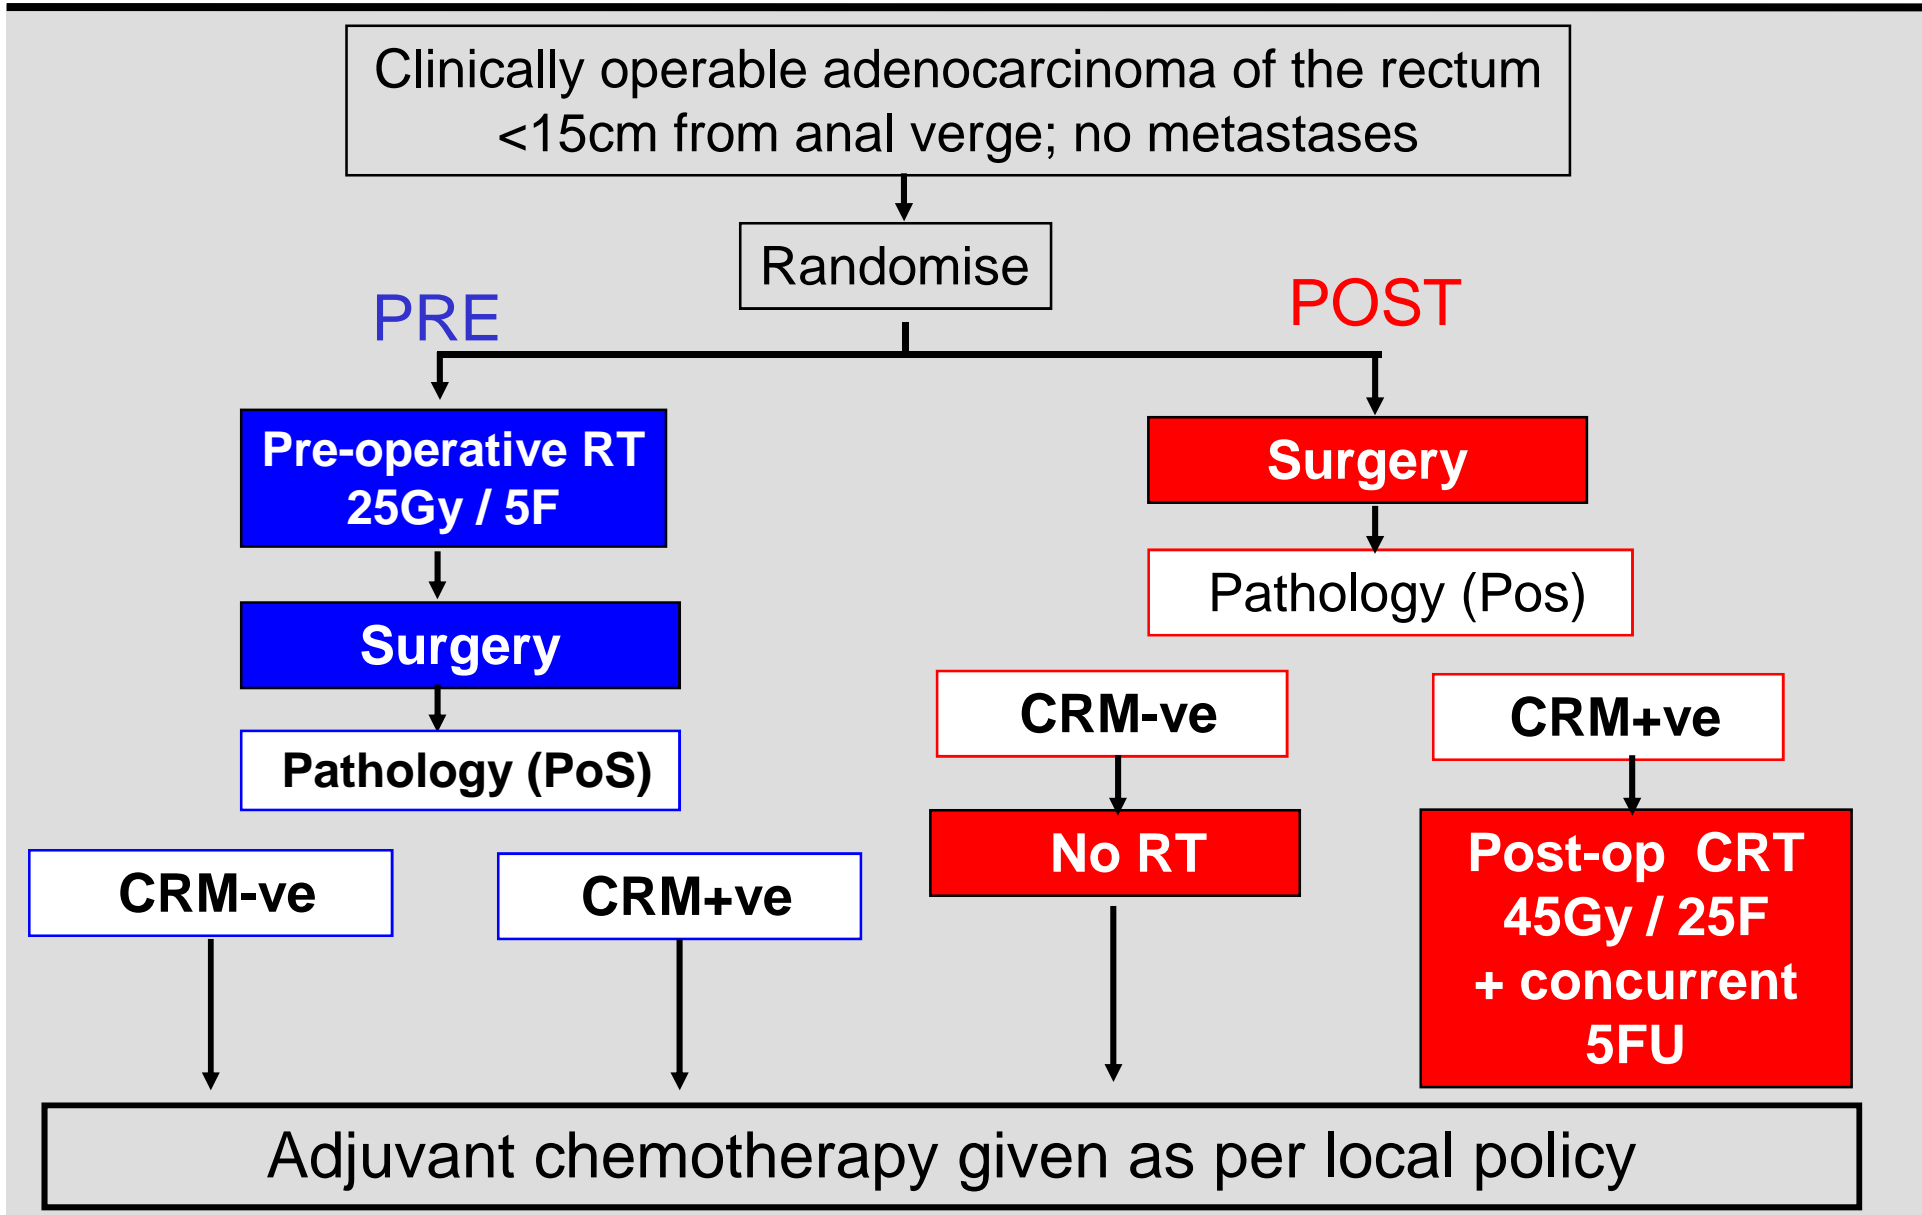 Clinically operable adenocarcinoma of the rectum
<15cm from anal verge; no metastases
Randomise
PRE
POST
Pre-operative RT
25Gy / 5F
Surgery
Pathology (PoS)
CRM-ve
CRM+ve
Surgery
Pathology (Pos)
CRM-ve
CRM+ve
No RT
Post-op CRT
45Gy / 25F
+ concurrent
5FU
Adjuvant chemotherapy given as per local policy